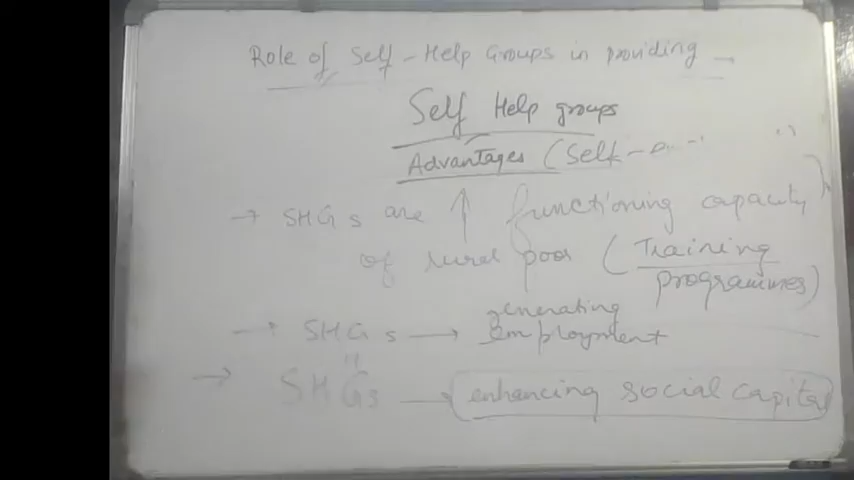 Role of Self-Help Groups in providing
Self Help groups
Advantages (Self-
→ SHGs are ↑ functioning capacity
of rural poor (Training
programmes)
→ SHGs → generating
employment
→ SHGs → enhancing social capital